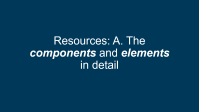 Resources: A. The
components and elements
in detail